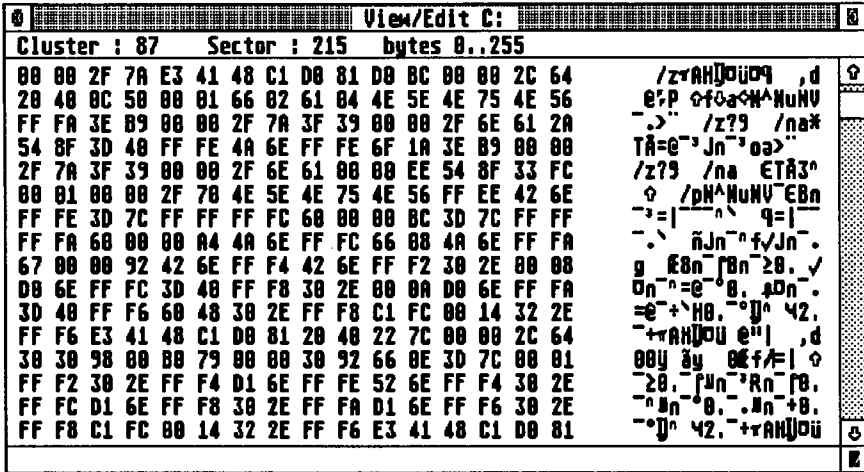 View/Edit C:
Cluster : 87 Sector : 215 bytes 0..255
00 00 2F 7A E3 41 48 C1 D0 81 D0 BC 00 00 2C 64 ,d
20 40 0C 50 00 01 66 02 61 04 4E 5E 4E 75 4E 56
FF FA 3E B9 00 00 2F 7A 3F 39 00 00 2F 6E 61 2A /z?9 /na*
54 8F 3D 40 FF FE 4A 6E FF FE 6F 1A 3E B9 00 00
2F 7A 3F 39 00 00 2F 6E 61 00 00 EE 54 8F 33 FC /z?9 /na
00 01 00 00 2F 70 4E 5E 4E 75 4E 56 FF EE 42 6E
FF FE 3D 7C FF FF FF FC 60 00 00 BC 3D 7C FF FF
FF FA 60 00 00 A4 4A 6E FF FC 66 08 4A 6E FF FA
67 00 00 92 42 6E FF F4 42 6E FF F2 30 2E 00 08 g
D0 6E FF FC 3D 40 FF F8 30 2E 00 0A D0 6E FF FA
3D 40 FF F6 60 48 30 2E FF F8 C1 FC 00 14 32 2E
FF F6 E3 41 48 C1 D0 81 20 40 22 7C 00 00 2C 64 @"| ,d
30 30 98 00 B0 79 00 00 30 92 66 0E 3D 7C 00 01
FF F2 30 2E FF F4 D1 6E FF FE 52 6E FF F4 30 2E
FF FC D1 6E FF F8 30 2E FF FA D1 6E FF F6 30 2E
FF F8 C1 FC 00 14 32 2E FF F6 E3 41 48 C1 D0 81